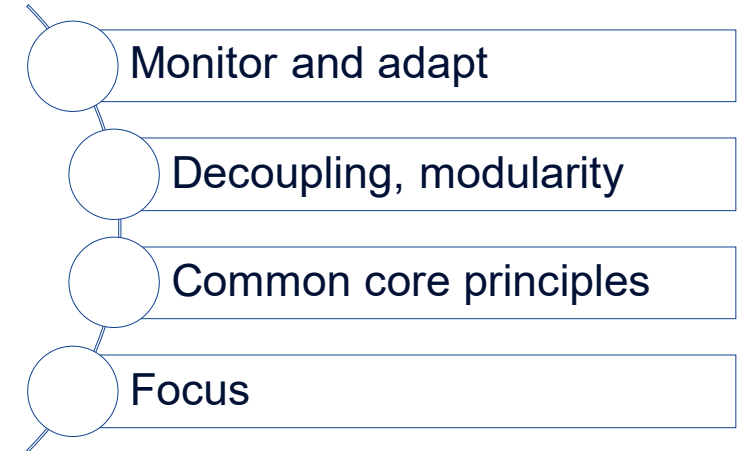 Monitor and adapt
Decoupling, modularity
Common core principles
Focus